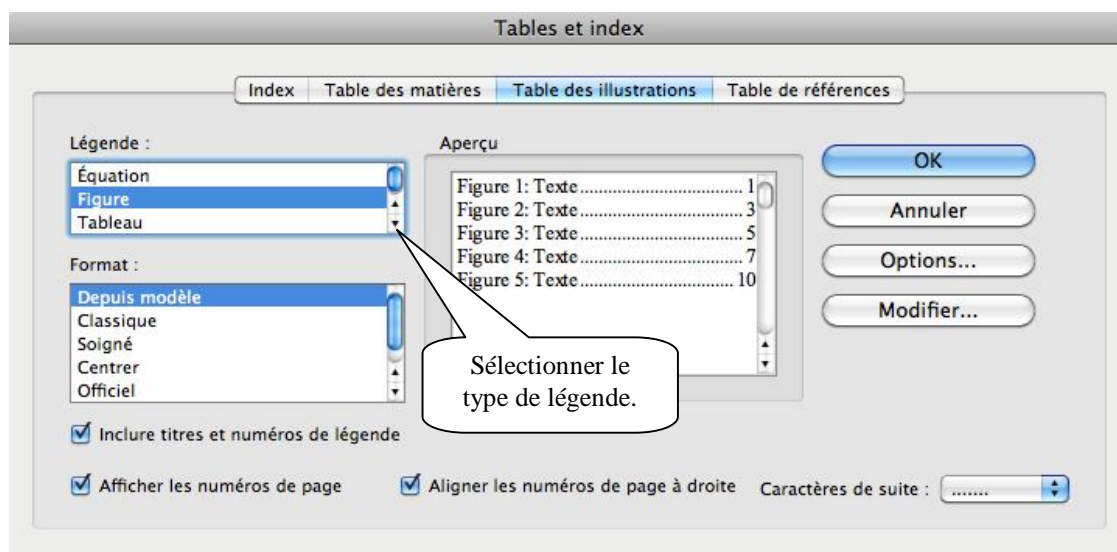 Tables et index
Index Table des matières Table des illustrations Table de références
Légende :
Équation
Figure
Tableau
Format :
Depuis modèle
Classique
Soigné
Centrer
Officiel
Aperçu
Figure 1: Texte.................................. 1
Figure 2: Texte.................................. 3
Figure 3: Texte.................................. 5
Figure 4: Texte.................................. 7
Figure 5: Texte................................ 10
Sélectionner le
type de légende.
OK
Annuler
Options...
Modifier...
Inclure titres et numéros de légende
Afficher les numéros de page
Aligner les numéros de page à droite
Caractères de suite : .......